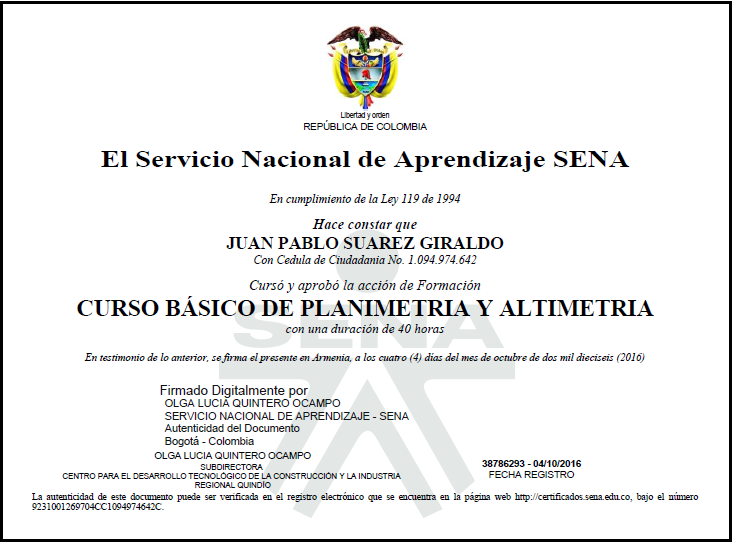 Libertad y orden
REPÚBLICA DE COLOMBIA
El Servicio Nacional de Aprendizaje SENA
En cumplimiento de la Ley 119 de 1994
Hace constar que
JUAN PABLO SUAREZ GIRALDO
Con Cedula de Ciudadania No. 1.094.974.642
Cursó y aprobó la acción de Formación
CURSO BÁSICO DE PLANIMETRIA Y ALTIMETRIA
con una duración de 40 horas
SENA
En testimonio de lo anterior, se firma el presente en Armenia, a los cuatro (4) días del mes de octubre de dos mil dieciseis (2016)
Firmado Digitalmente por
OLGA LUCIA QUINTERO OCAMPO
SERVICIO NACIONAL DE APRENDIZAJE - SENA
Autenticidad del Documento
Bogotá - Colombia
OLGA LUCIA QUINTERO OCAMPO
SUBDIRECTORA
CENTRO PARA EL DESARROLLO TECNOLÓGICO DE LA CONSTRUCCIÓN Y LA INDUSTRIA
REGIONAL QUINDÍO
38786293 - 04/10/2016
FECHA REGISTRO
La autenticidad de este documento puede ser verificada en el registro electrónico que se encuentra en la página web http://certificados.sena.edu.co, bajo el número
9231001269704CC1094974642C.